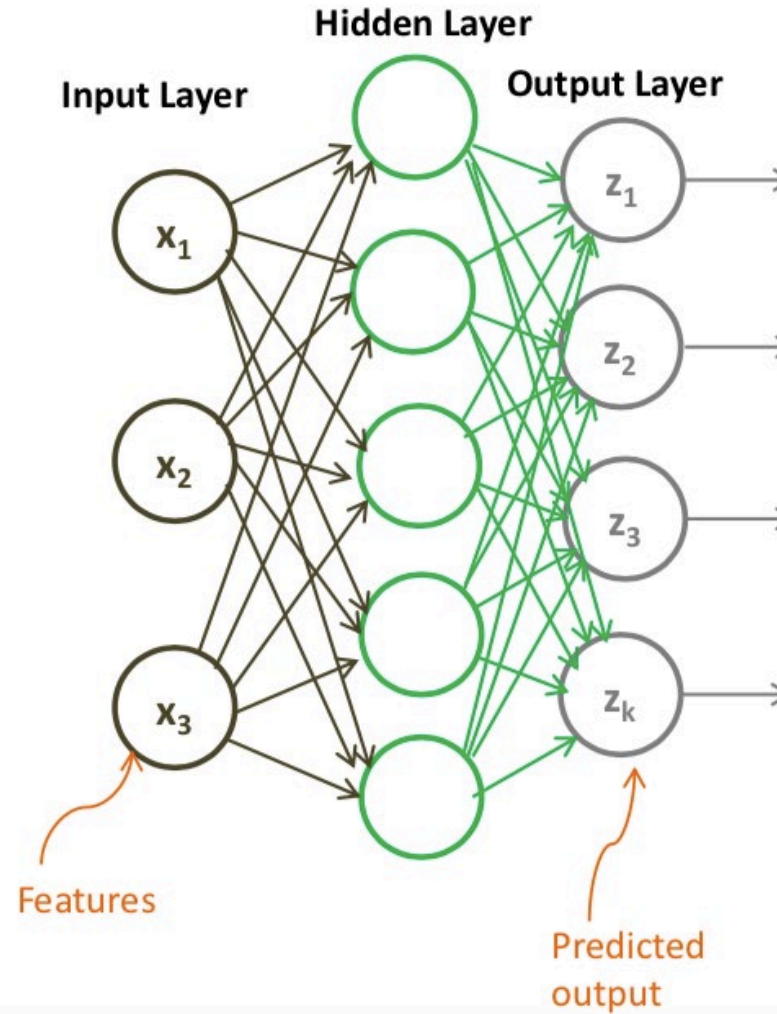 Hidden Layer
Input Layer
Output Layer
x1
z1
x2
z2
z3
x3
zk
Features
Predicted
output